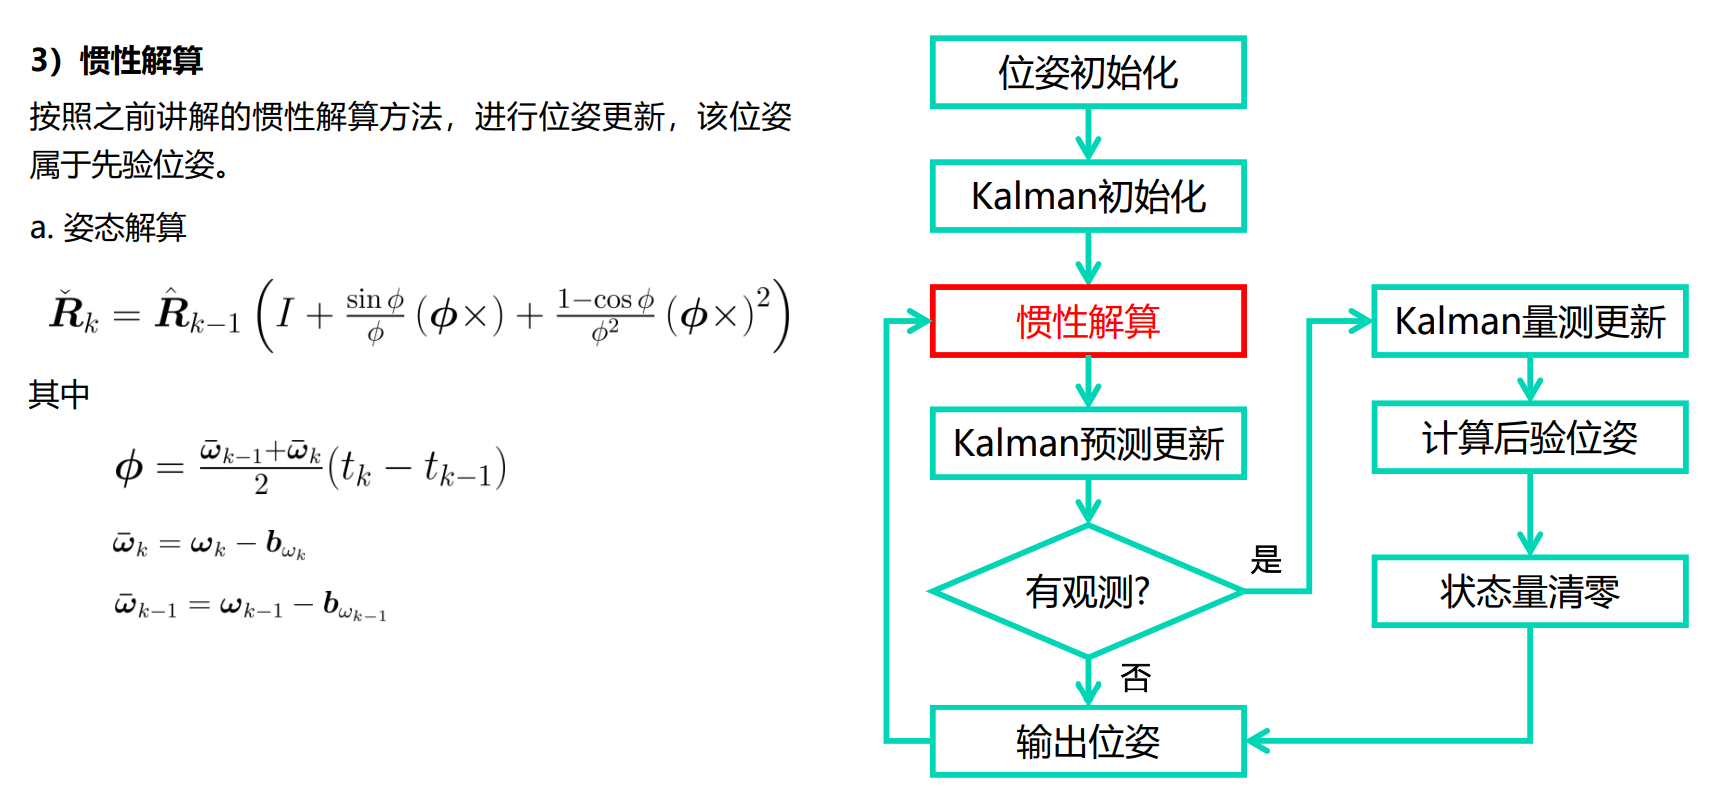 3）惯性解算
按照之前讲解的惯性解算方法，进行位姿更新，该位姿
属于先验位姿。
a. 姿态解算
$\check{\boldsymbol{R}}_k = \hat{\boldsymbol{R}}_{k-1} \left( I + \frac{\sin\phi}{\phi} (\boldsymbol{\phi}\times) + \frac{1-\cos\phi}{\phi^2} (\boldsymbol{\phi}\times)^2 \right)$
其中
$\boldsymbol{\phi} = \frac{\bar{\boldsymbol{\omega}}_{k-1}+\bar{\boldsymbol{\omega}}_k}{2}(t_k - t_{k-1})$
$\bar{\boldsymbol{\omega}}_k = \boldsymbol{\omega}_k - \boldsymbol{b}_{\omega_k}$
$\bar{\boldsymbol{\omega}}_{k-1} = \boldsymbol{\omega}_{k-1} - \boldsymbol{b}_{\omega_{k-1}}$
位姿初始化
Kalman初始化
惯性解算
Kalman预测更新
有观测?
是
否
输出位姿
Kalman量测更新
计算后验位姿
状态量清零